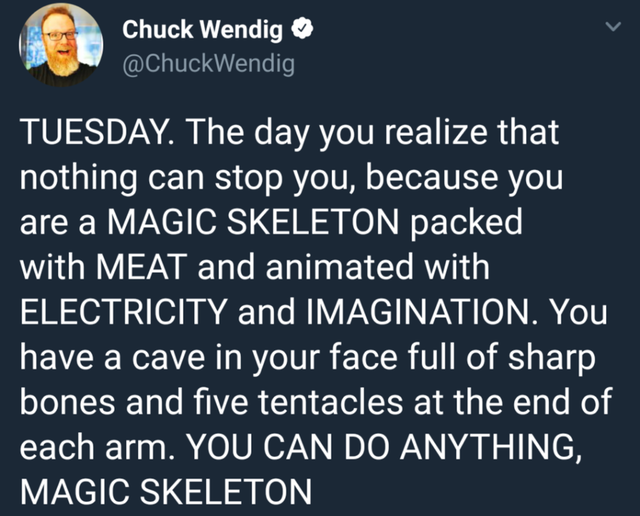 Chuck Wendig
@ChuckWendig
TUESDAY. The day you realize that
nothing can stop you, because you
are a MAGIC SKELETON packed
with MEAT and animated with
ELECTRICITY and IMAGINATION. You
have a cave in your face full of sharp
bones and five tentacles at the end of
each arm. YOU CAN DO ANYTHING,
MAGIC SKELETON